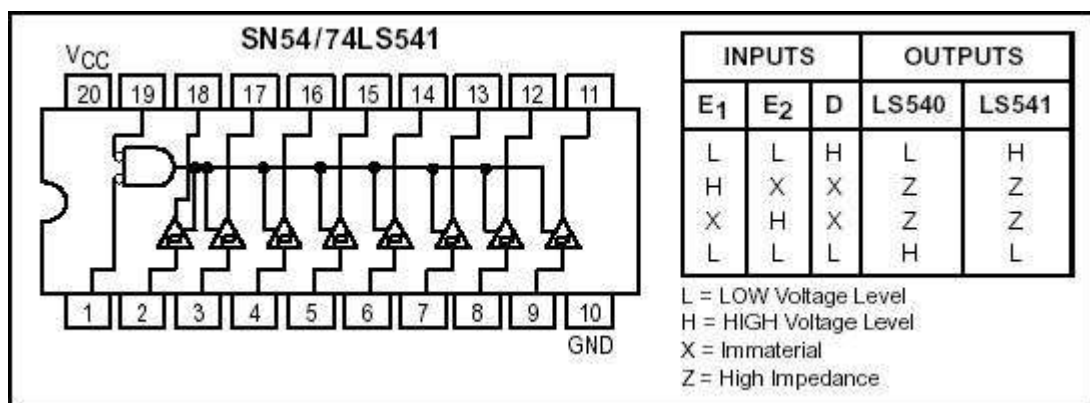 SN54/74LS541
VCC
20 19 18 17 16 15 14 13 12 11
1 2 3 4 5 6 7 8 9 10
GND
INPUTS OUTPUTS
E1 E2 D LS540 LS541
L L H L H
H X X Z Z
X H X Z Z
L L L H L
L = LOW Voltage Level
H = HIGH Voltage Level
X = Immaterial
Z = High Impedance